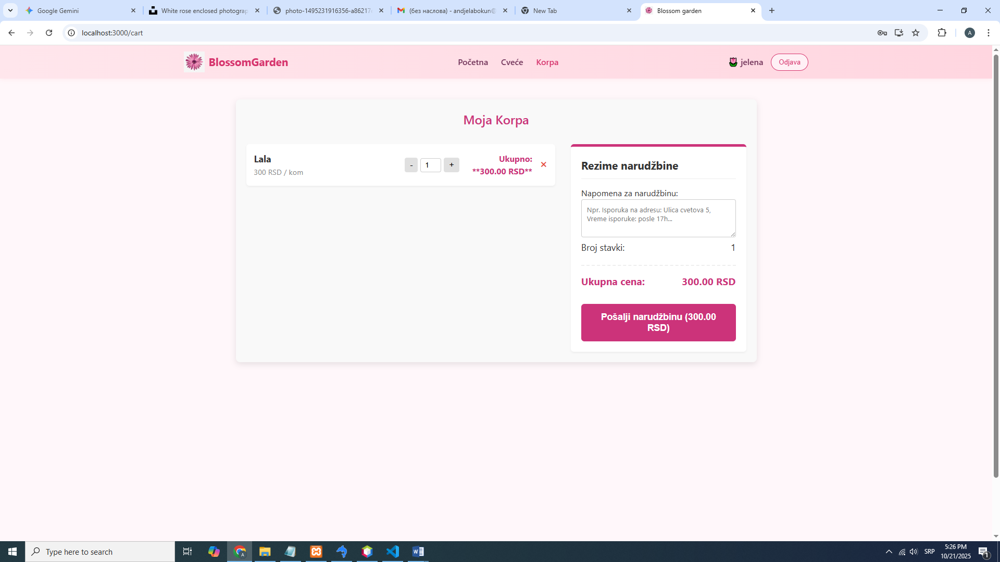 Google Gemini
White rose enclosed photograp
photo-1495231916356-a86217
(без наслова) - andjelabokun@
New Tab
Blossom garden
localhost:3000/cart
A
BlossomGarden
Početna
Cveće
Korpa
jelena
Odjava
Moja Korpa
Lala
300 RSD / kom
-
1
+
Ukupno:
**300.00 RSD**
×
Rezime narudžbine
Napomena za narudžbinu:
Npr. Isporuka na adresu: Ulica cvetova 5,
Vreme isporuke: posle 17h...
Broj stavki: 1
Ukupna cena: 300.00 RSD
Pošalji narudžbinu (300.00
RSD)
Type here to search
SRP
5:26 PM
10/21/2025
1